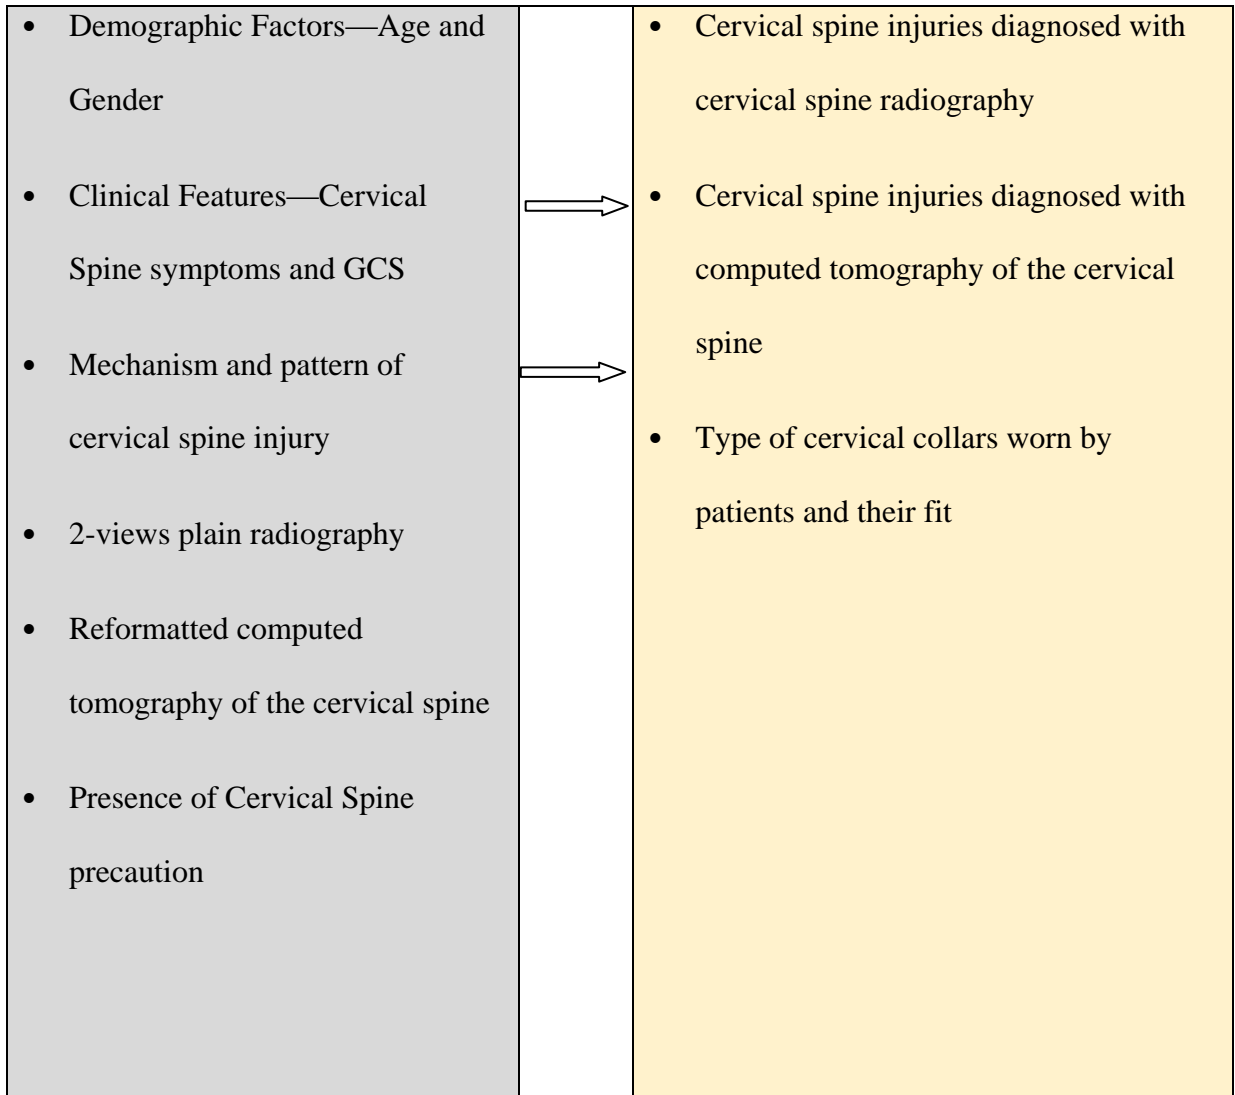 • Demographic Factors—Age and
Gender
• Clinical Features—Cervical
Spine symptoms and GCS
• Mechanism and pattern of
cervical spine injury
• 2-views plain radiography
• Reformatted computed
tomography of the cervical spine
• Presence of Cervical Spine
precaution
• Cervical spine injuries diagnosed with
cervical spine radiography
• Cervical spine injuries diagnosed with
computed tomography of the cervical
spine
• Type of cervical collars worn by
patients and their fit